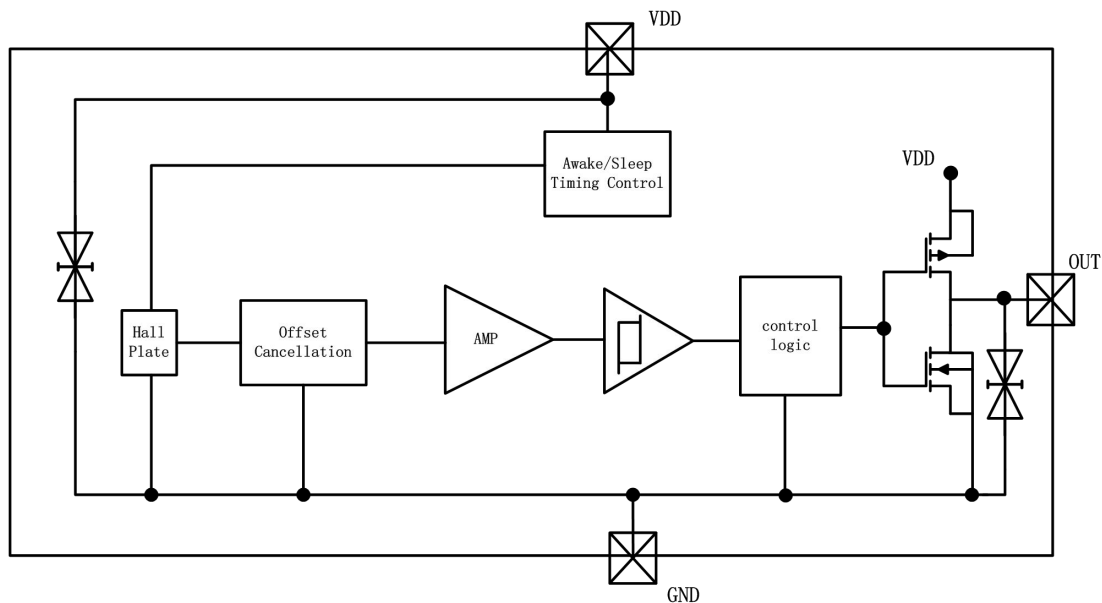 VDD
Awake/Sleep
Timing Control
VDD
OUT
Hall
Plate
Offset
Cancellation
AMP
control
logic
GND